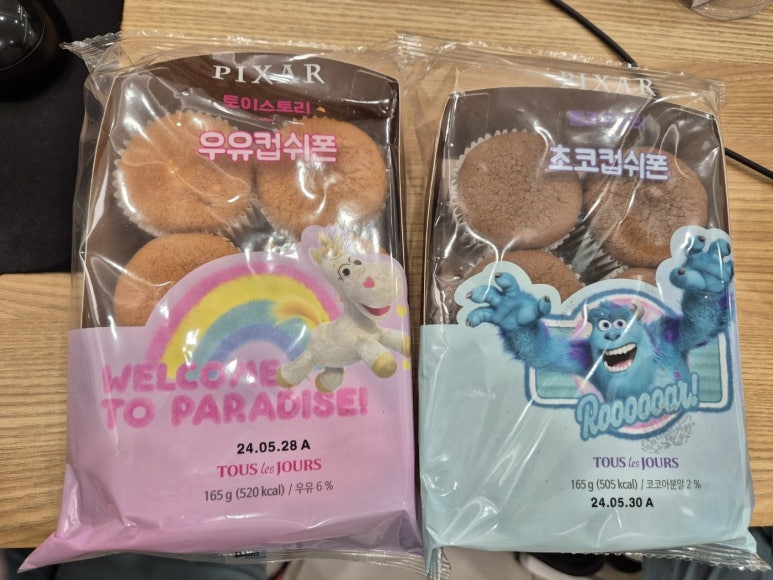 PIXAR
토이스토리
우유컵쉬폰
WELCOME
TO PARADISE!
24.05.28 A
TOUS les JOURS
165 g (520 kcal) / 우유 6 %
PIXAR
초코컵쉬폰
Roooooar!
TOUS les JOURS
165 g (505 kcal) / 코코아분말 2 %
24.05.30 A